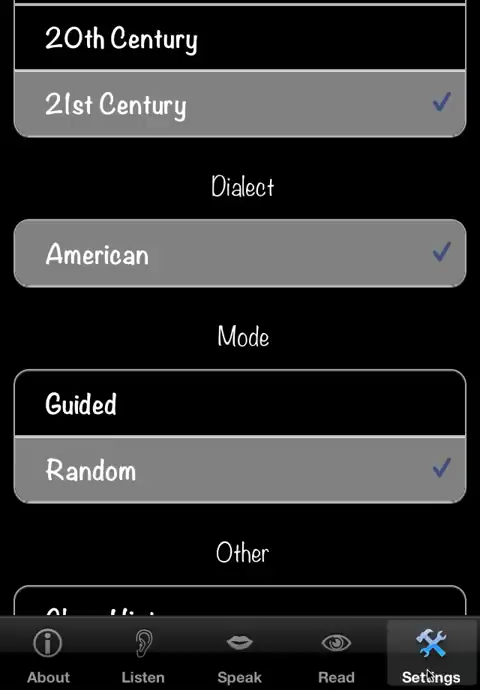 20th Century
21st Century
Dialect
American
Mode
Guided
Random
Other
About
Listen
Speak
Read
Settings